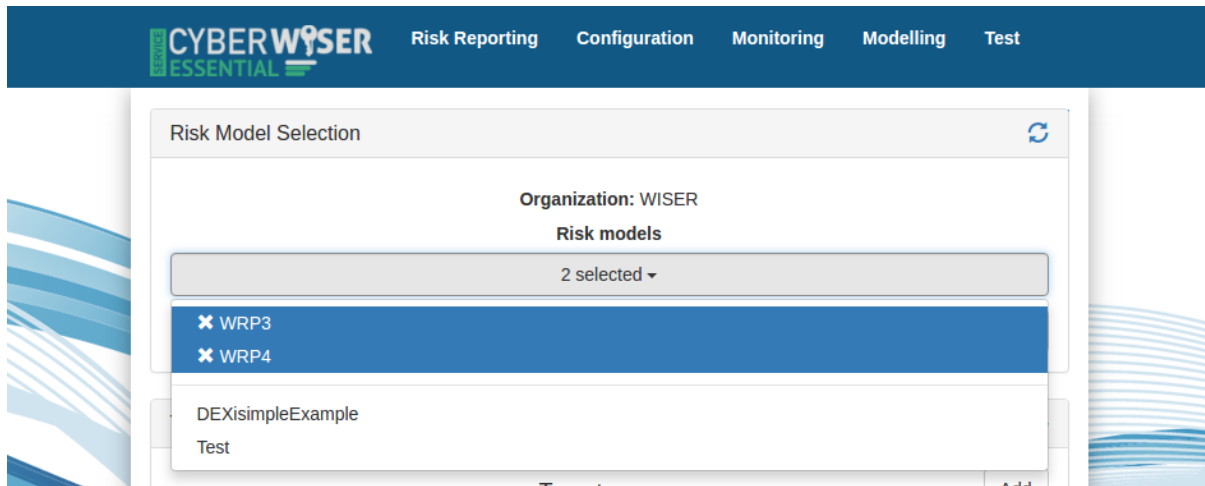 SERVICE
CYBERWISER
ESSENTIAL
Risk Reporting Configuration Monitoring Modelling Test
Risk Model Selection
Organization: WISER
Risk models
2 selected
WRP3
WRP4
DEXisimpleExample
Test